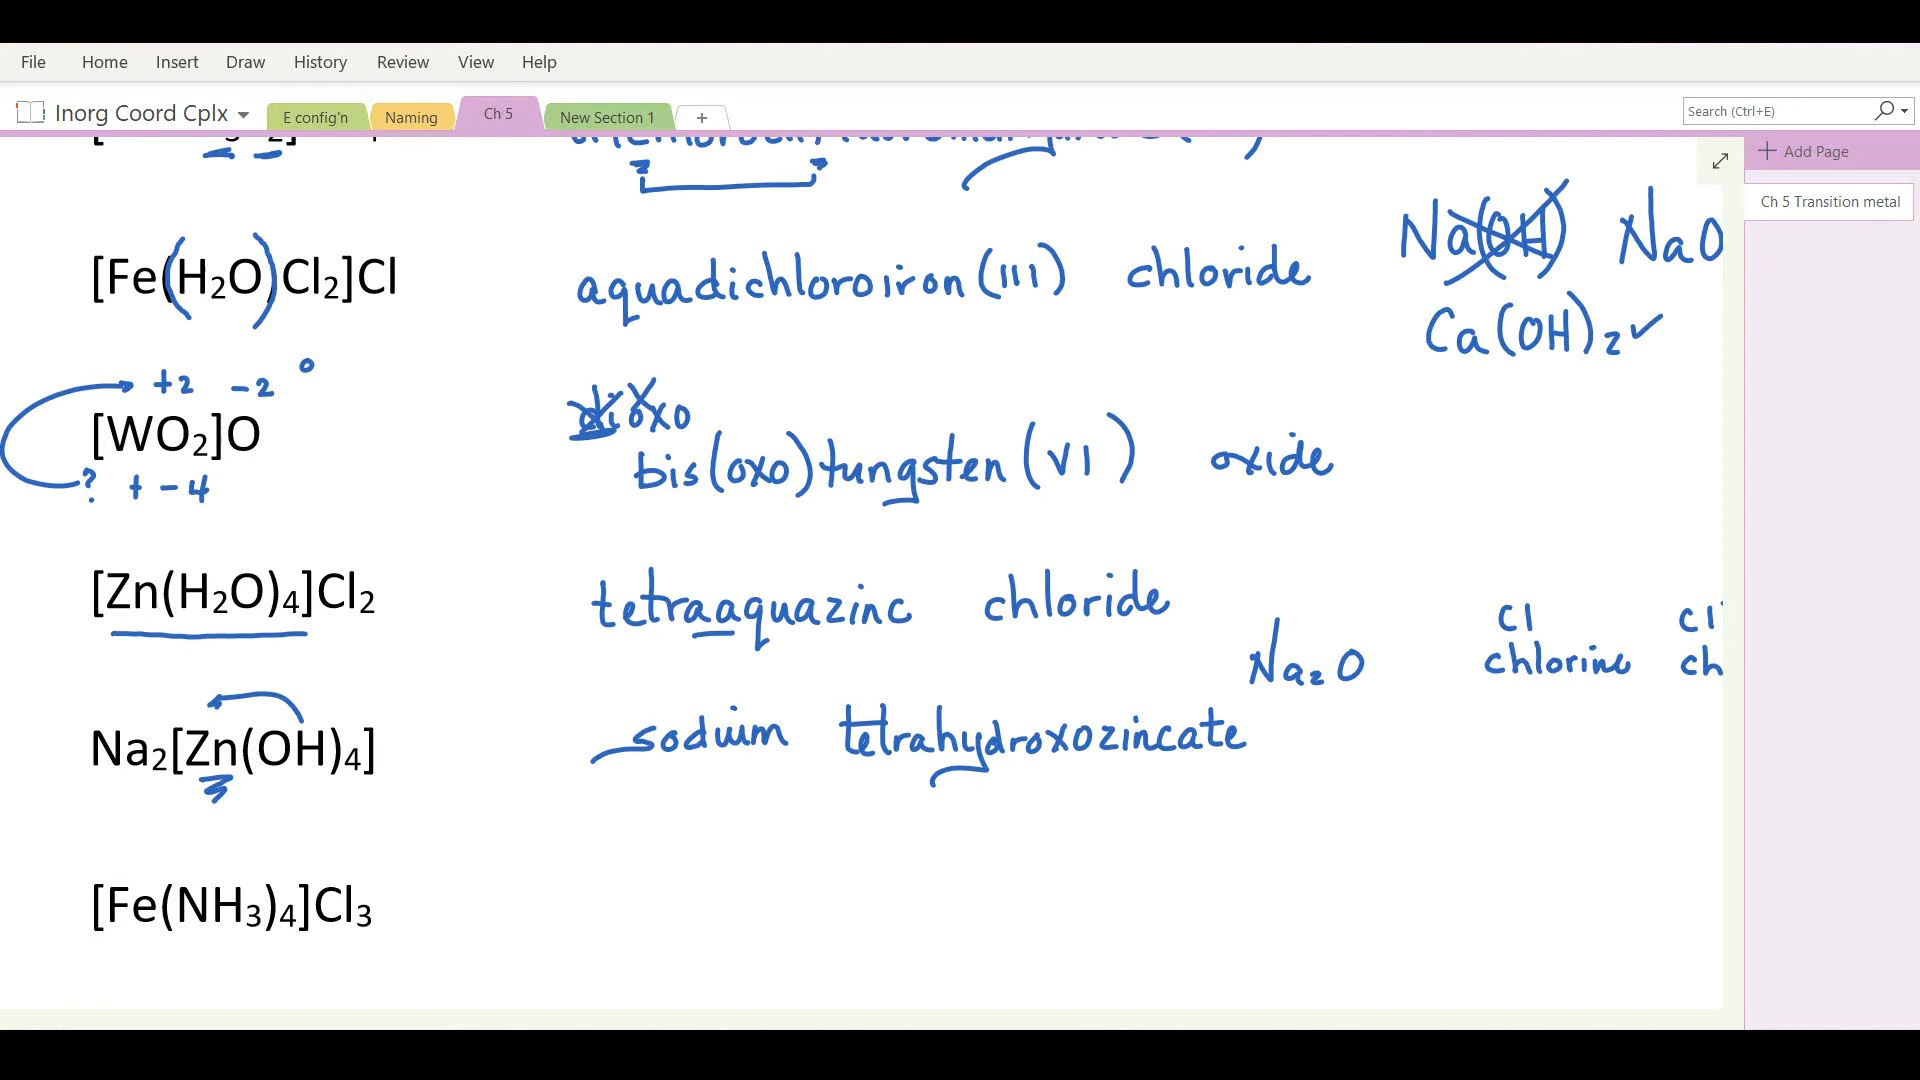 File Home Insert Draw History Review View Help
Inorg Coord Cplx E config'n Naming Ch 5 New Section 1 + Search (Ctrl+E)
+ Add Page
Ch 5 Transition metal
[Fe(H₂O)Cl₂]Cl aquadichloroiron(III) chloride
Na(OH) NaO
Ca(OH)₂ ✓
+2 -2 0
[WO₂]O
? + -4
dioxo
bis(oxo)tungsten(VI) oxide
[Zn(H₂O)₄]Cl₂ tetraaquazinc chloride
Na₂O
Cl Cl
chlorine ch
Na₂[Zn(OH)₄] sodium tetrahydroxozincate
[Fe(NH₃)₄]Cl₃